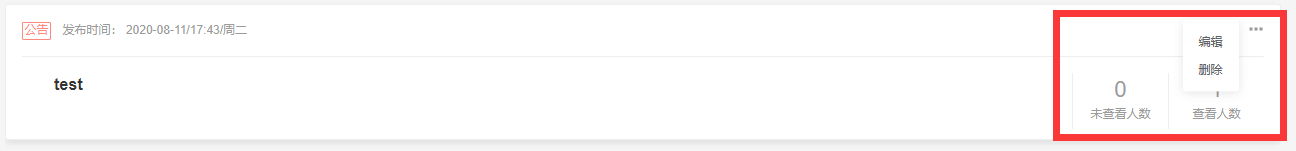 公告 发布时间： 2020-08-11/17:43/周二
编辑
删除
test
0
未查看人数 查看人数